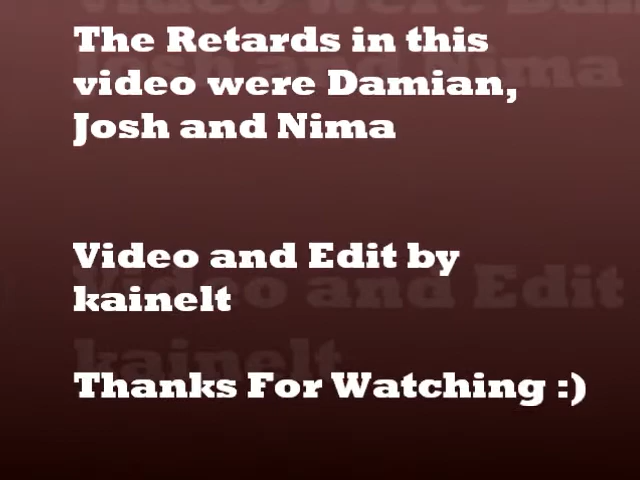 The Retards in this
video were Damian,
Josh and Nima
Video and Edit by
kainelt
Thanks For Watching :)